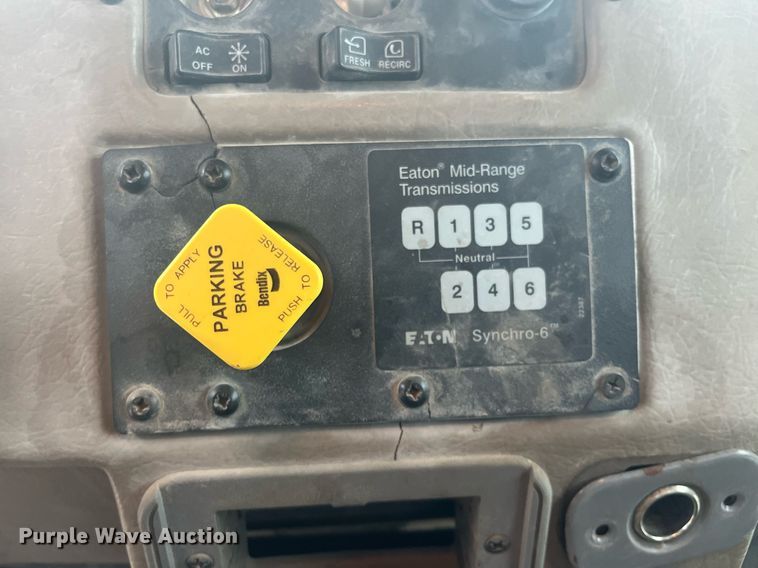 AC
OFF ON
FRESH RECIRC
PULL TO APPLY
PARKING
BRAKE
Bendix
PUSH TO RELEASE
Eaton® Mid-Range
Transmissions
R 1 3 5
Neutral
2 4 6
22387
EATON Synchro-6™
Purple Wave Auction